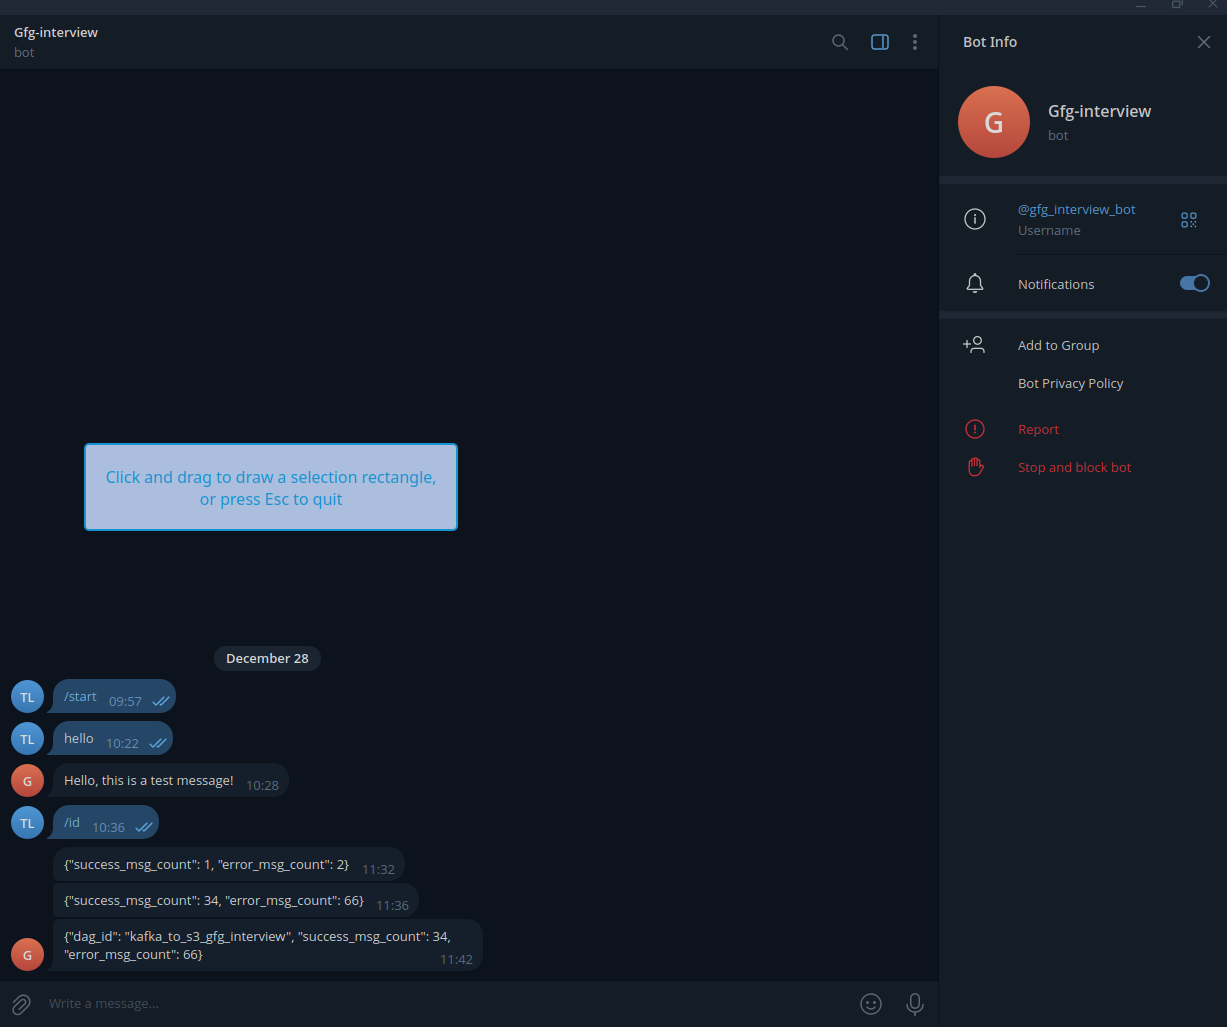 Gfg-interview
bot
Bot Info
G
Gfg-interview
bot
@gfg_interview_bot
Username
Notifications
Add to Group
Bot Privacy Policy
Report
Stop and block bot
Click and drag to draw a selection rectangle,
or press Esc to quit
December 28
TL /start 09:57
TL hello 10:22
G Hello, this is a test message! 10:28
TL /id 10:36
{"success_msg_count": 1, "error_msg_count": 2} 11:32
{"success_msg_count": 34, "error_msg_count": 66} 11:36
{"dag_id": "kafka_to_s3_gfg_interview", "success_msg_count": 34,
G "error_msg_count": 66} 11:42
Write a message...